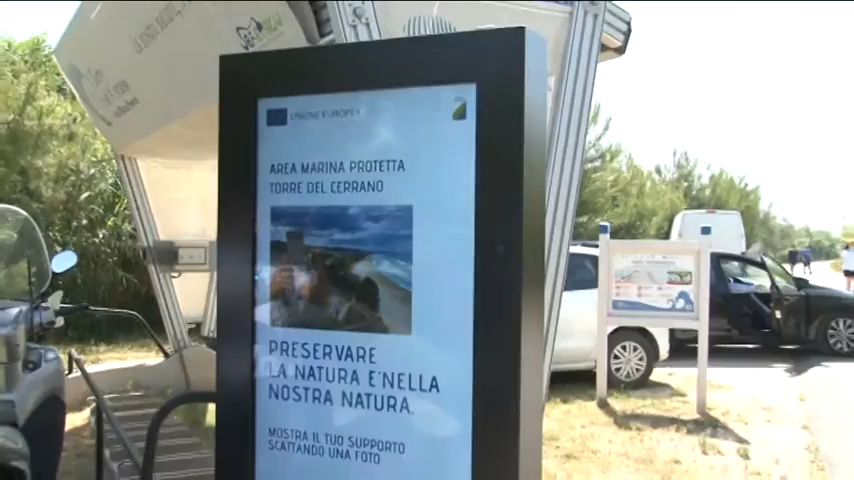 UNIONE EUROPEA
AREA MARINA PROTETTA
TORRE DEL CERRANO
PRESERVARE
LA NATURA E'NELLA
NOSTRA NATURA.
MOSTRA IL TUO SUPPORTO
SCATTANDO UNA FOTO